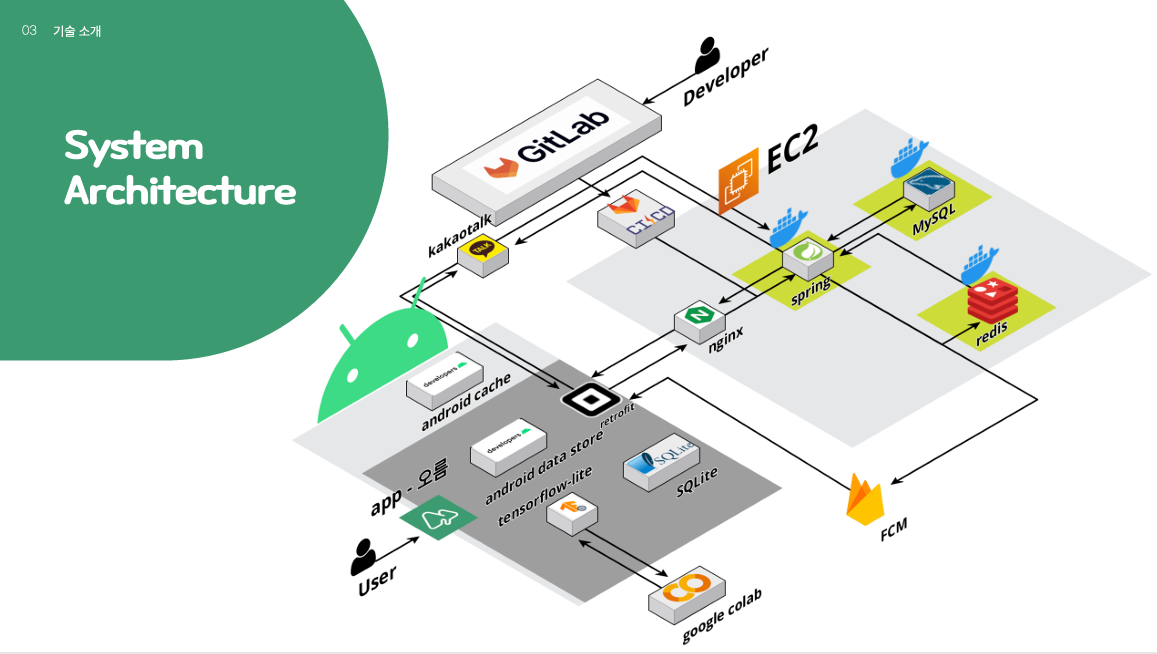 03 기술 소개
System
Architecture
Developer
GitLab
EC2
CI/CD
MySQL
kakaotalk
TALK
spring
redis
N
nginx
developers
android cache
retrofit
developers
android data store
SQLite
SQLite
app - 오름
tensorflow-lite
FCM
User
CO
google colab